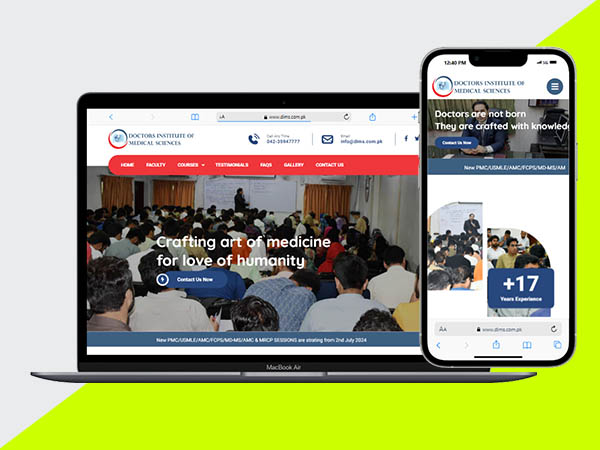 www.dims.com.pk
DOCTORS INSTITUTE OF
MEDICAL SCIENCES
Call Any Time
042-35947777
Email
info@dims.com.pk
HOME FACULTY COURSES TESTIMONIALS FAQS GALLERY CONTACT US
Crafting art of medicine
for love of humanity
Contact Us Now
New PMC/USMLE/AMC/FCPS/MD-MS/AMC & MRCP SESSIONS are strating from 2nd July 2024
MacBook Air
12:40 PM
5G
DOCTORS INSTITUTE OF
MEDICAL SCIENCES
Doctors are not born
They are crafted with knowled
Contact Us Now
New PMC/USMLE/AMC/FCPS/MD-MS/AM
+17
Years Experience
AA www.dims.com.pk